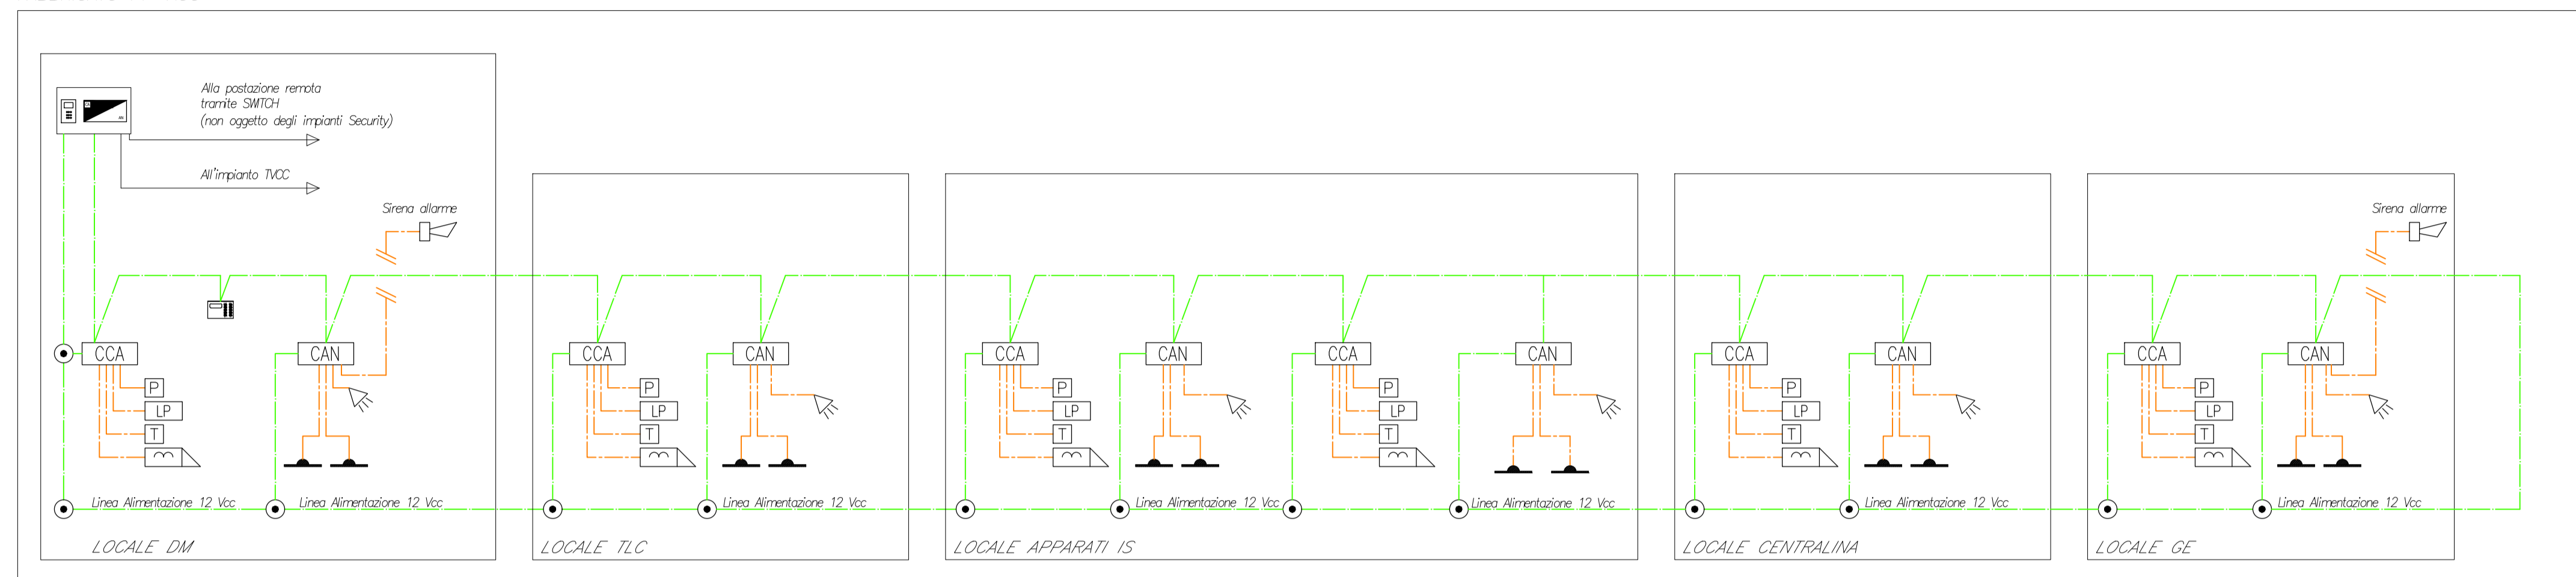 Alla postazione remota
tramite SWITCH
(non oggetto degli impianti Security)
All'impianto TVCC
Sirena allarme
Sirena allarme
CCA
CAN
CCA
CAN
CCA
CAN
CCA
CAN
CCA
CAN
CCA
CAN
P
P
P
P
P
P
LP
LP
LP
LP
LP
LP
T
T
T
T
T
T
Linea Alimentazione 12 Vcc
Linea Alimentazione 12 Vcc
Linea Alimentazione 12 Vcc
Linea Alimentazione 12 Vcc
Linea Alimentazione 12 Vcc
Linea Alimentazione 12 Vcc
Linea Alimentazione 12 Vcc
LOCALE DM
LOCALE TLC
LOCALE APPARATI IS
LOCALE CENTRALINA
LOCALE GE